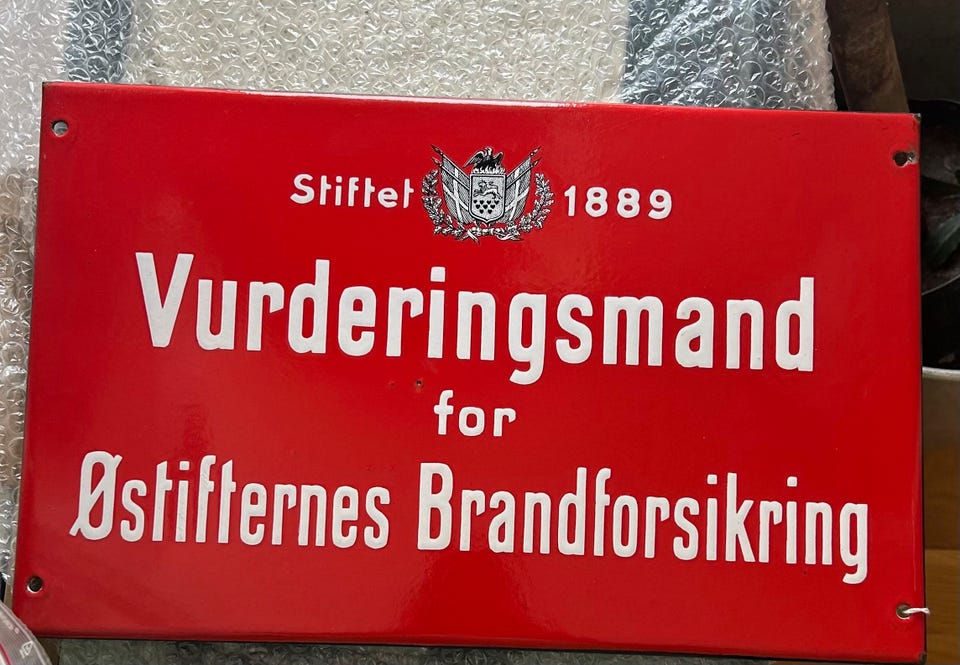 Stiftet 1889
Vurderingsmand
for
Østifternes Brandforsikring